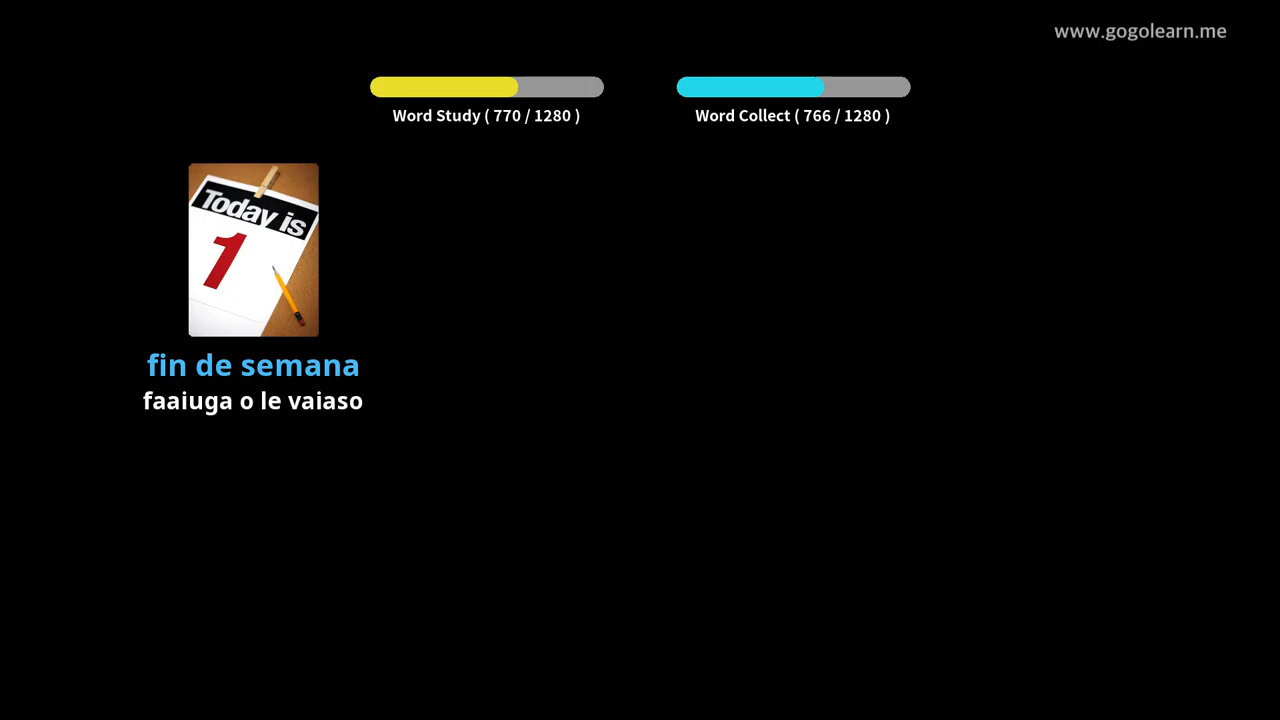 www.gogolearn.me
Word Study ( 770 / 1280 )
Word Collect ( 766 / 1280 )
Today is
1
fin de semana
faaiuga o le vaiaso